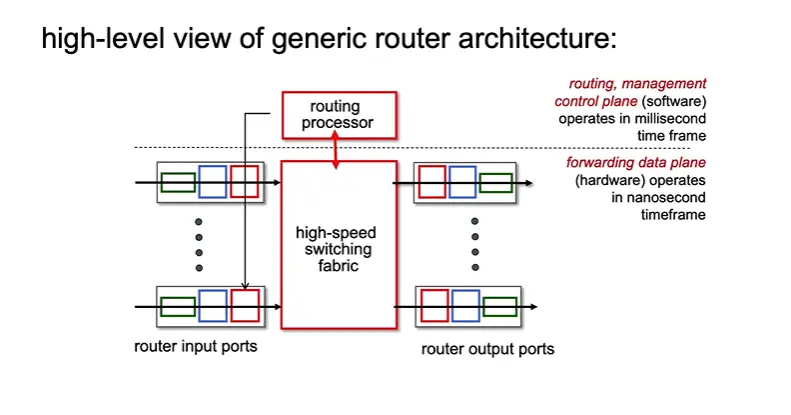 high-level view of generic router architecture:
routing, management
control plane (software)
operates in millisecond
time frame
routing
processor
forwarding data plane
(hardware) operates
in nanosecond
timeframe
high-speed
switching
fabric
router input ports
router output ports